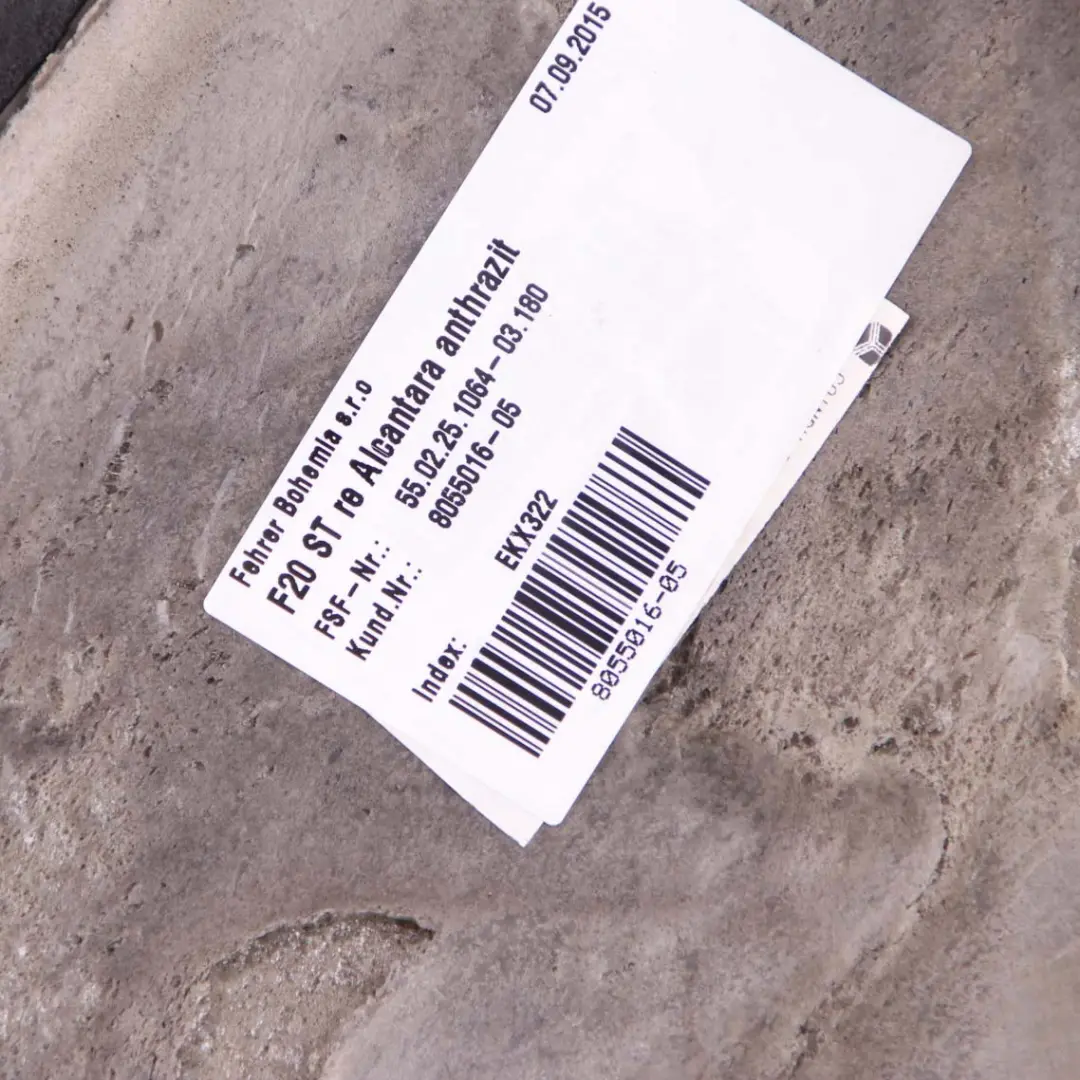 07.09.2015
Fehrer Bohemia s.r.o
F20 ST re Alcantara anthrazit
FSF-Nr.: 55.02.25.1064-03.180
Kund.Nr.: 8055016-05
Index: EKX322
8055016-05